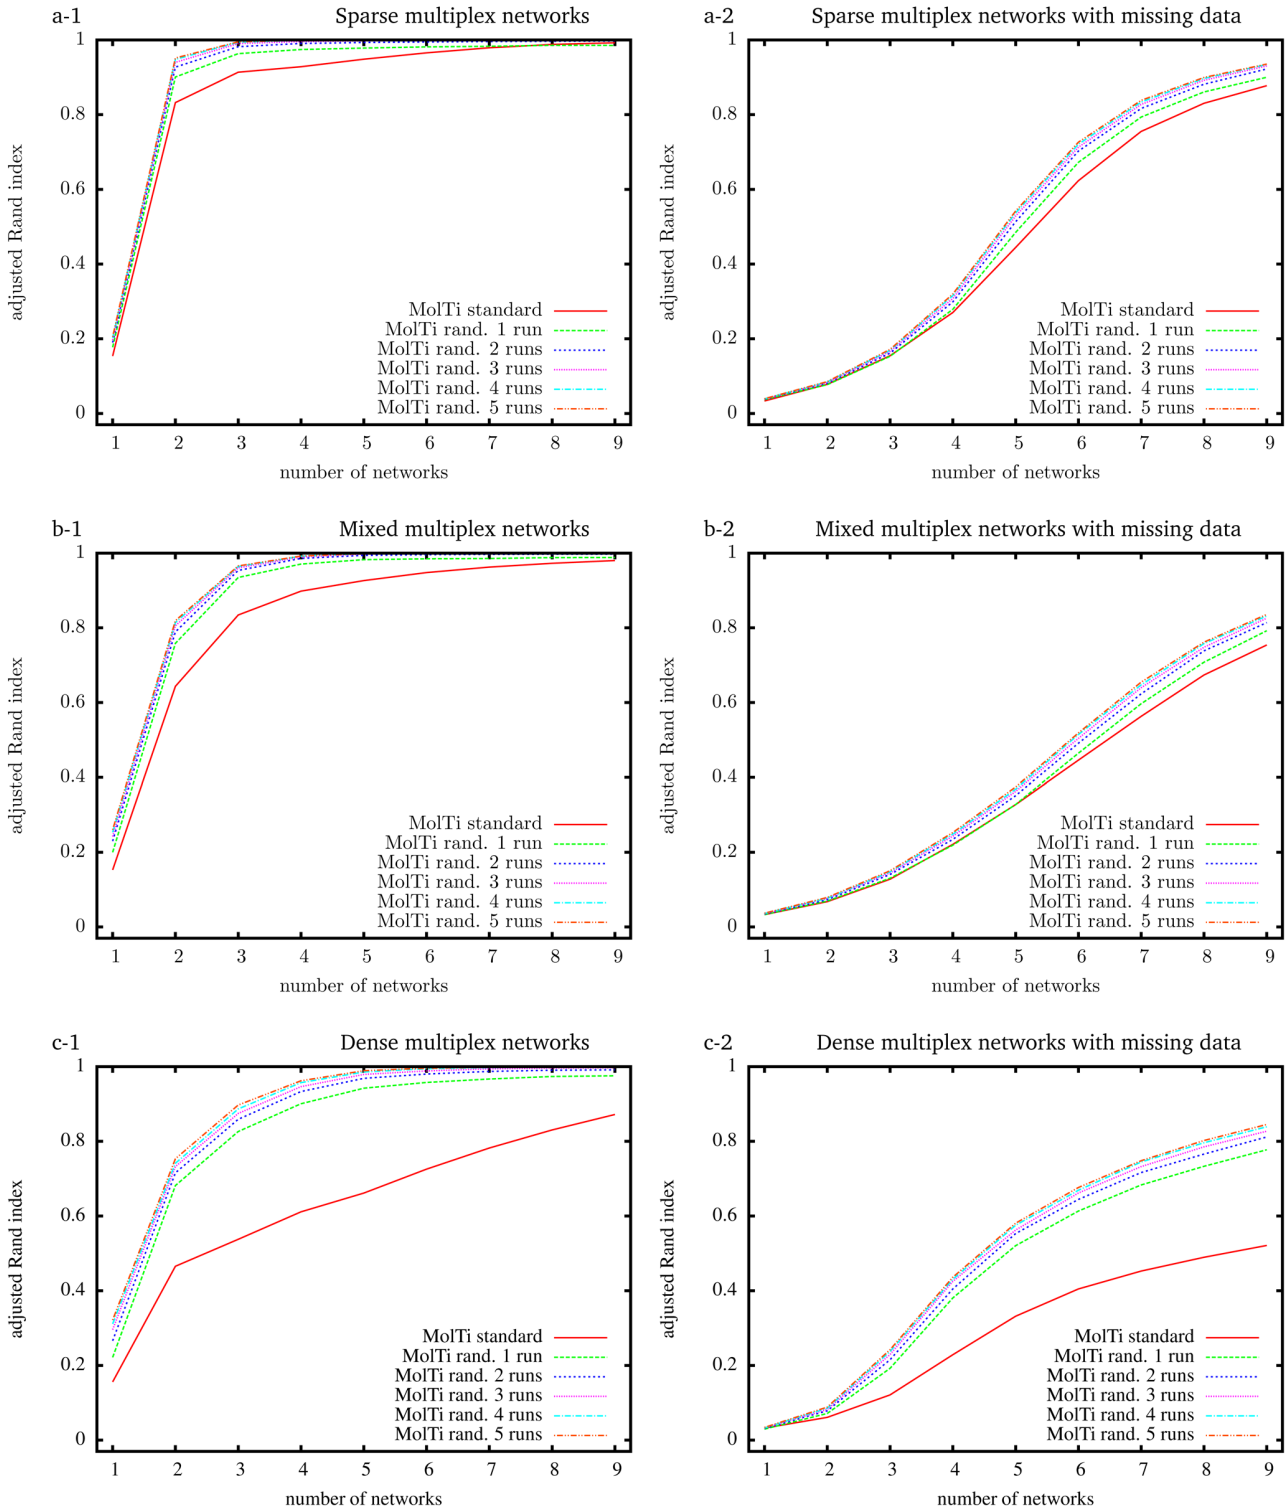 a-1 Sparse multiplex networks
1
0.8
0.6
0.4
0.2
0
adjusted Rand index
MolTi standard
MolTi rand. 1 run
MolTi rand. 2 runs
MolTi rand. 3 runs
MolTi rand. 4 runs
MolTi rand. 5 runs
1 2 3 4 5 6 7 8 9
number of networks
a-2 Sparse multiplex networks with missing data
1
0.8
0.6
0.4
0.2
0
adjusted Rand index
MolTi standard
MolTi rand. 1 run
MolTi rand. 2 runs
MolTi rand. 3 runs
MolTi rand. 4 runs
MolTi rand. 5 runs
1 2 3 4 5 6 7 8 9
number of networks
b-1 Mixed multiplex networks
1
0.8
0.6
0.4
0.2
0
adjusted Rand index
MolTi standard
MolTi rand. 1 run
MolTi rand. 2 runs
MolTi rand. 3 runs
MolTi rand. 4 runs
MolTi rand. 5 runs
1 2 3 4 5 6 7 8 9
number of networks
b-2 Mixed multiplex networks with missing data
1
0.8
0.6
0.4
0.2
0
adjusted Rand index
MolTi standard
MolTi rand. 1 run
MolTi rand. 2 runs
MolTi rand. 3 runs
MolTi rand. 4 runs
MolTi rand. 5 runs
1 2 3 4 5 6 7 8 9
number of networks
c-1 Dense multiplex networks
1
0.8
0.6
0.4
0.2
0
adjusted Rand index
MolTi standard
MolTi rand. 1 run
MolTi rand. 2 runs
MolTi rand. 3 runs
MolTi rand. 4 runs
MolTi rand. 5 runs
1 2 3 4 5 6 7 8 9
number of networks
c-2 Dense multiplex networks with missing data
1
0.8
0.6
0.4
0.2
0
adjusted Rand index
MolTi standard
MolTi rand. 1 run
MolTi rand. 2 runs
MolTi rand. 3 runs
MolTi rand. 4 runs
MolTi rand. 5 runs
1 2 3 4 5 6 7 8 9
number of networks